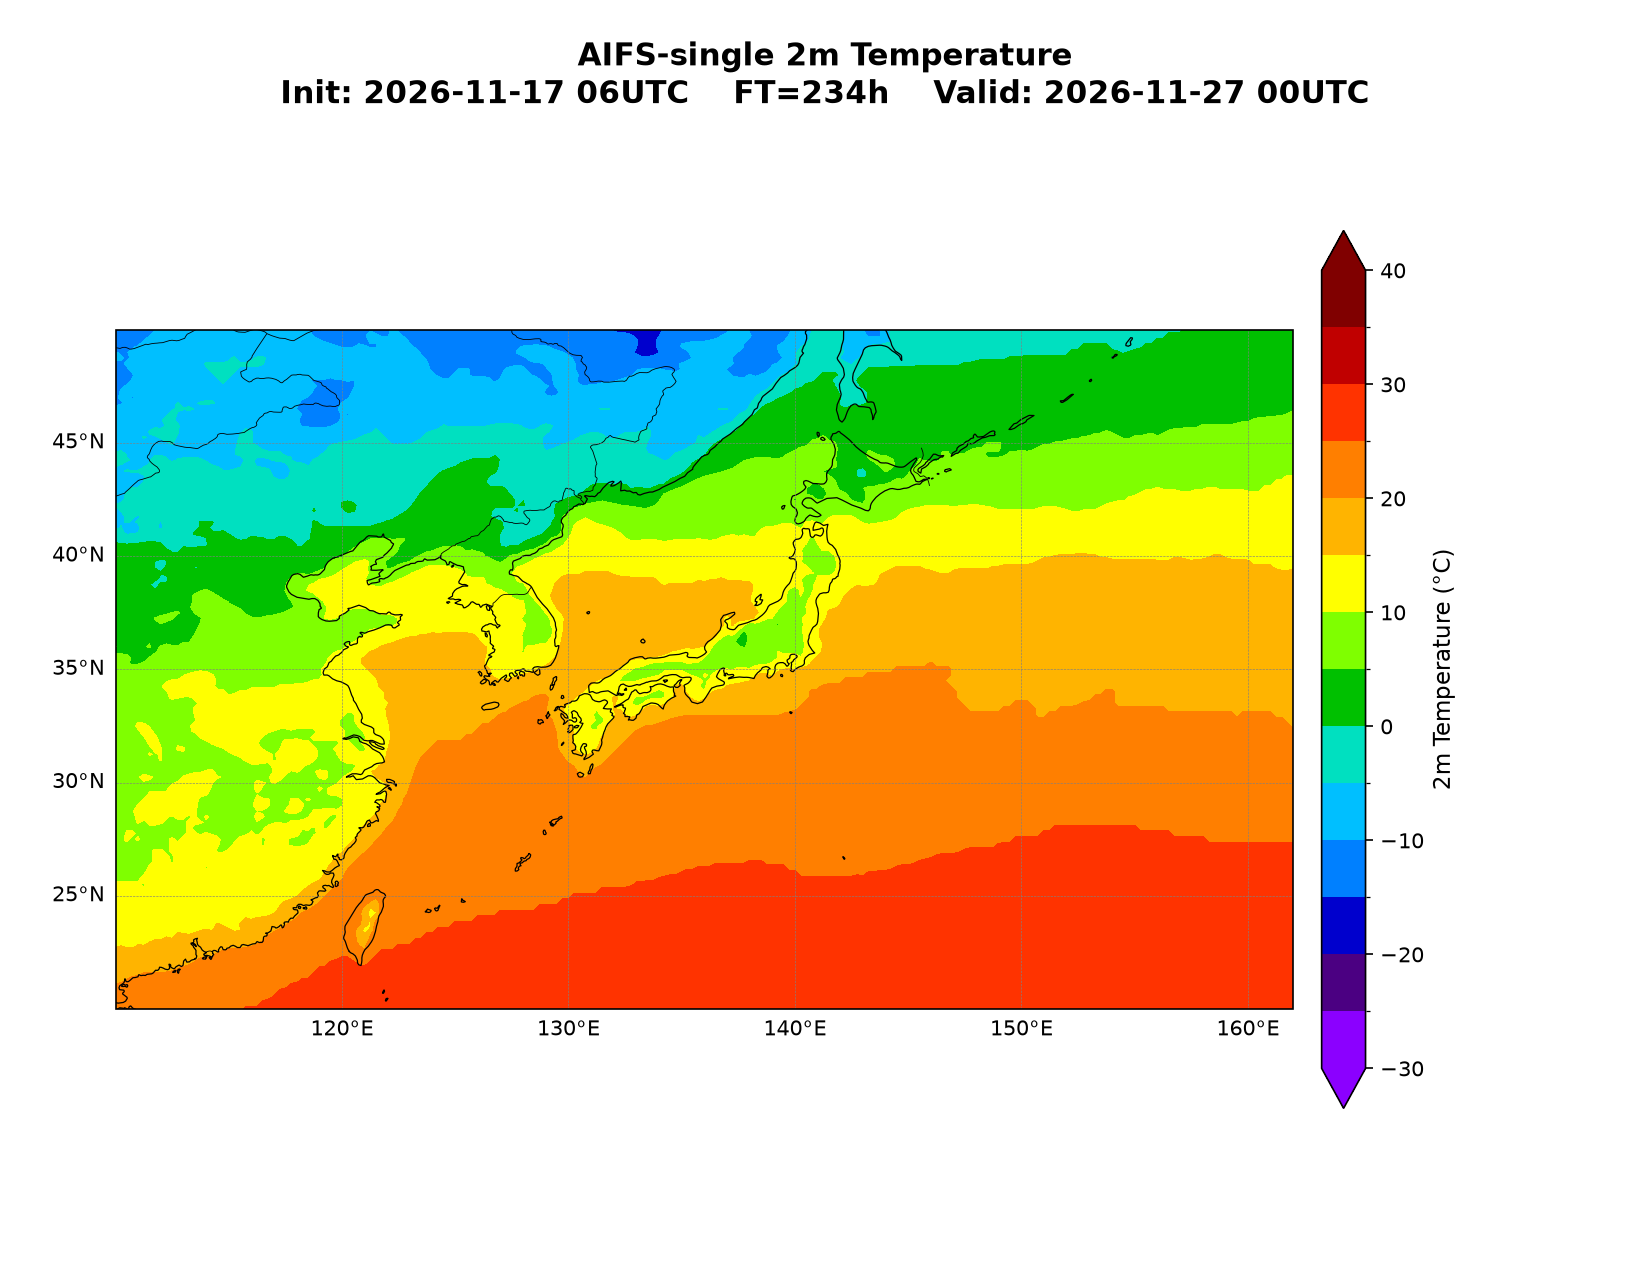 AIFS-single 2m Temperature
Init: 2026-11-17 06UTC    FT=234h    Valid: 2026-11-27 00UTC
45°N
40°N
35°N
30°N
25°N
120°E
130°E
140°E
150°E
160°E
40
30
20
10
0
−10
−20
−30
2m Temperature (°C)